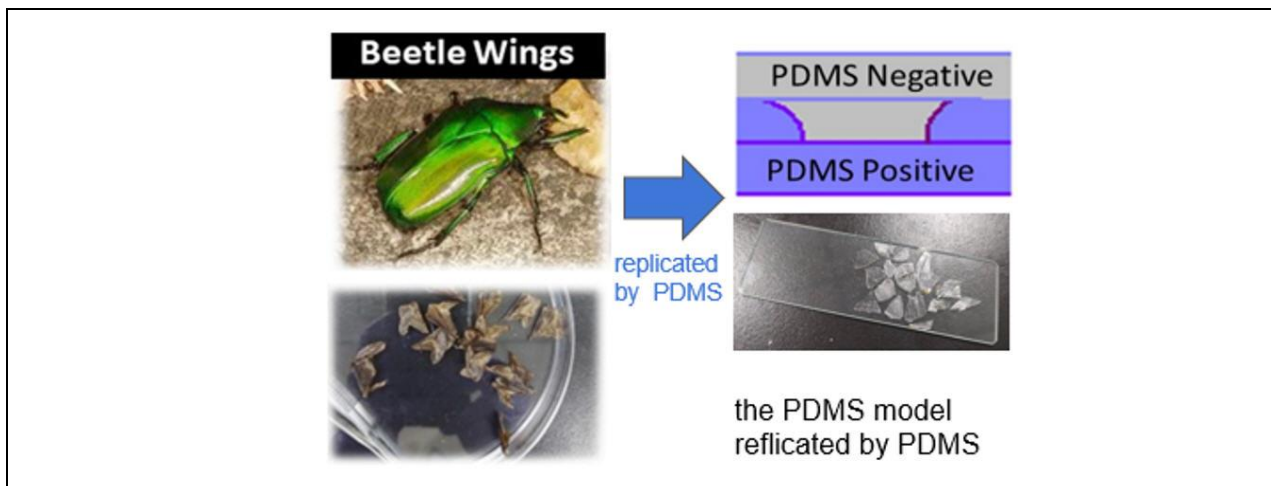 Beetle Wings
PDMS Negative
PDMS Positive
replicated
by PDMS
the PDMS model
reflicated by PDMS